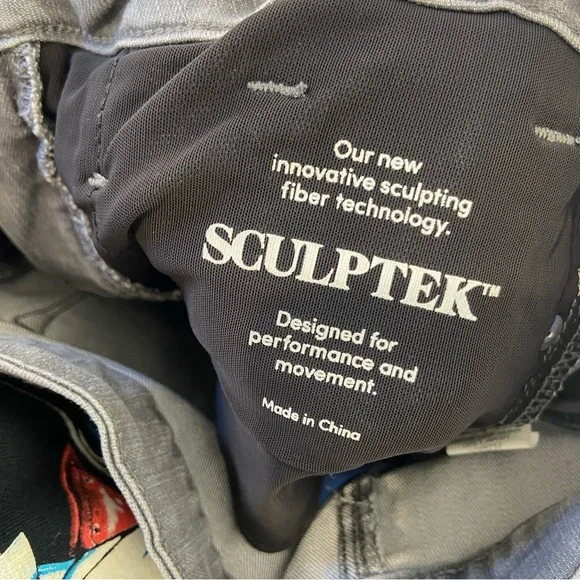 Our new
innovative sculpting
fiber technology.
SCULPTEK™
Designed for
performance and
movement.
Made in China